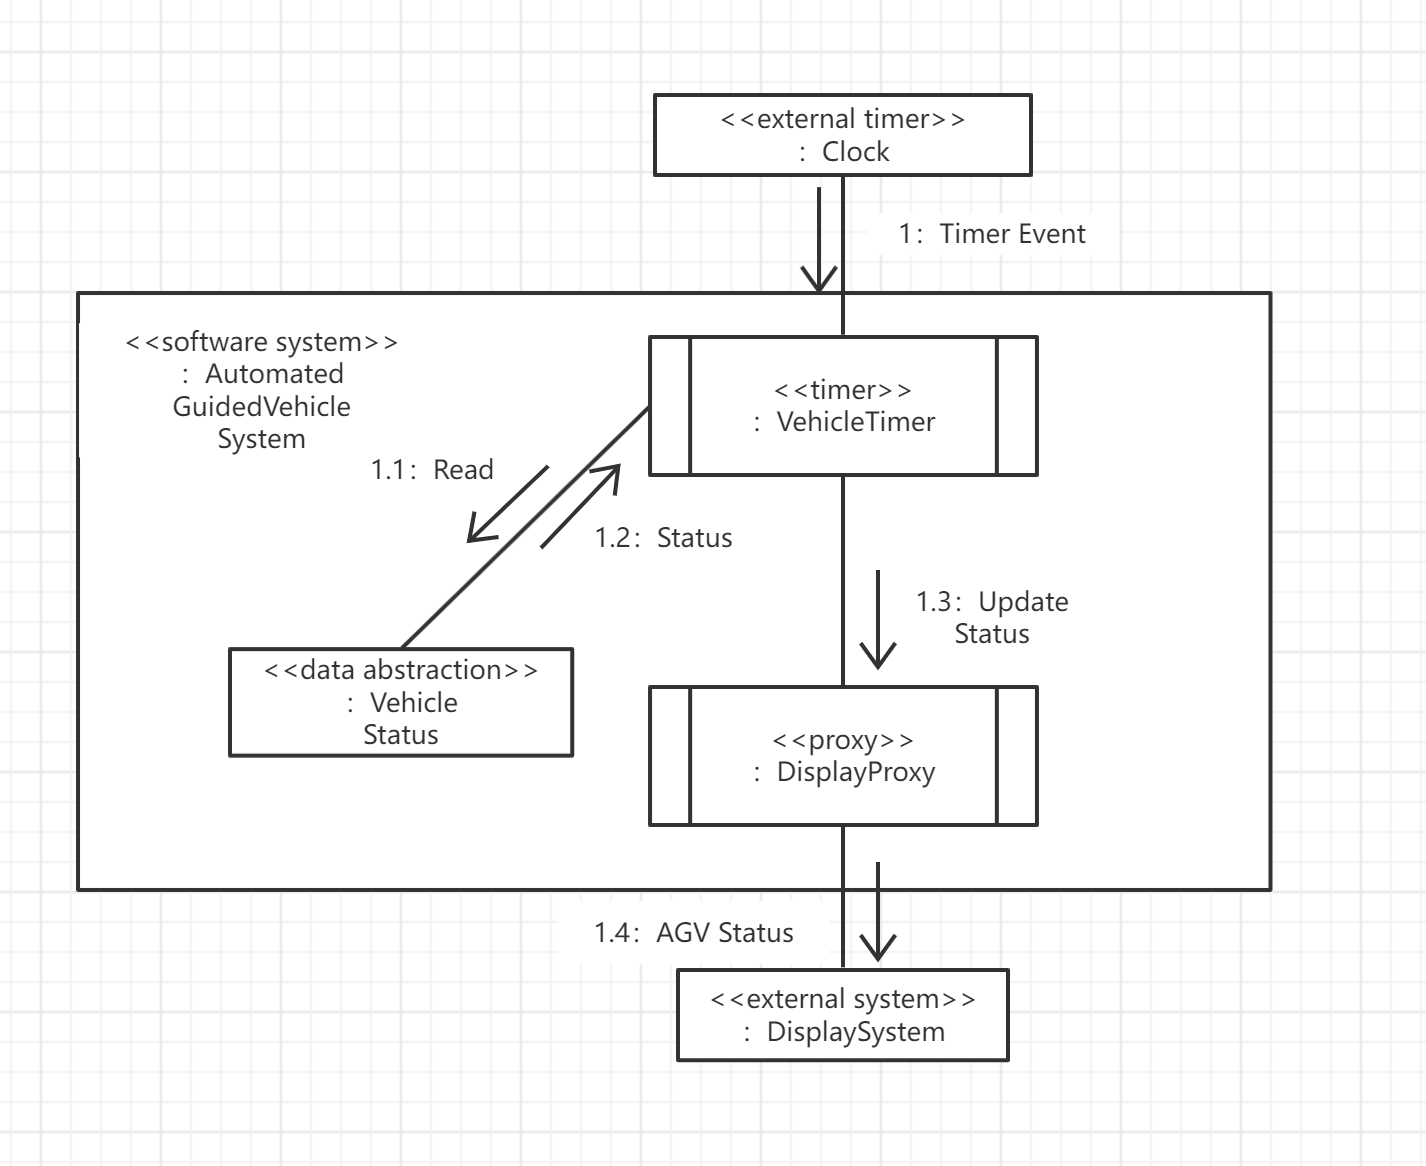 <<external timer>>
: Clock
1: Timer Event
<<software system>>
: Automated
GuidedVehicle
System
<<timer>>
: VehicleTimer
1.1: Read
1.2: Status
1.3: Update
Status
<<data abstraction>>
: Vehicle
Status
<<proxy>>
: DisplayProxy
1.4: AGV Status
<<external system>>
: DisplaySystem